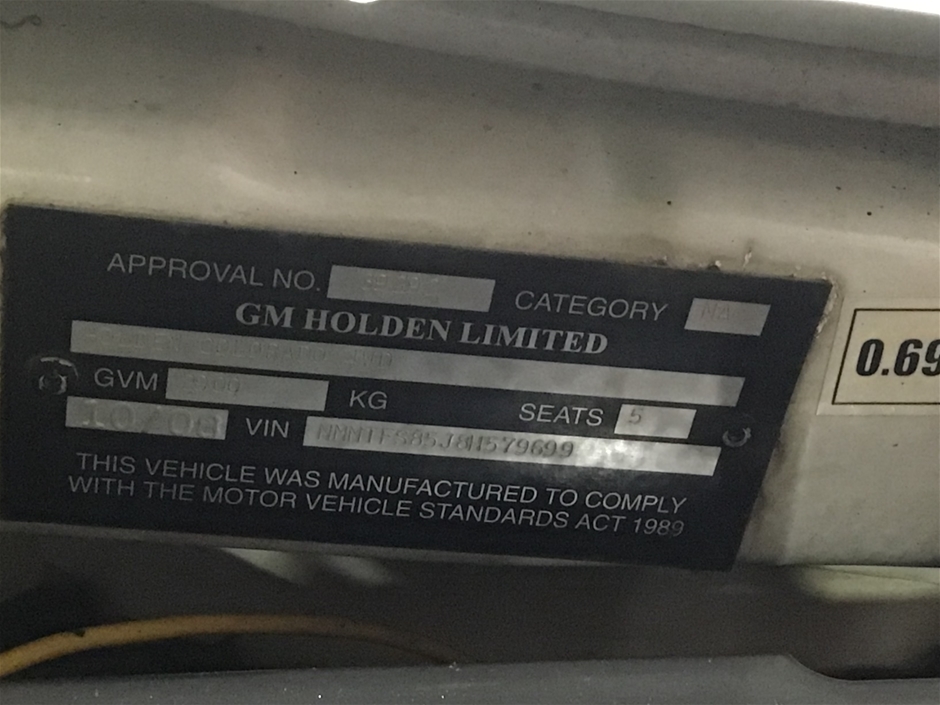 APPROVAL NO. CATEGORY NA
GM HOLDEN LIMITED
GVM KG SEATS 5
10/08 VIN
THIS VEHICLE WAS MANUFACTURED TO COMPLY
WITH THE MOTOR VEHICLE STANDARDS ACT 1989
0.69